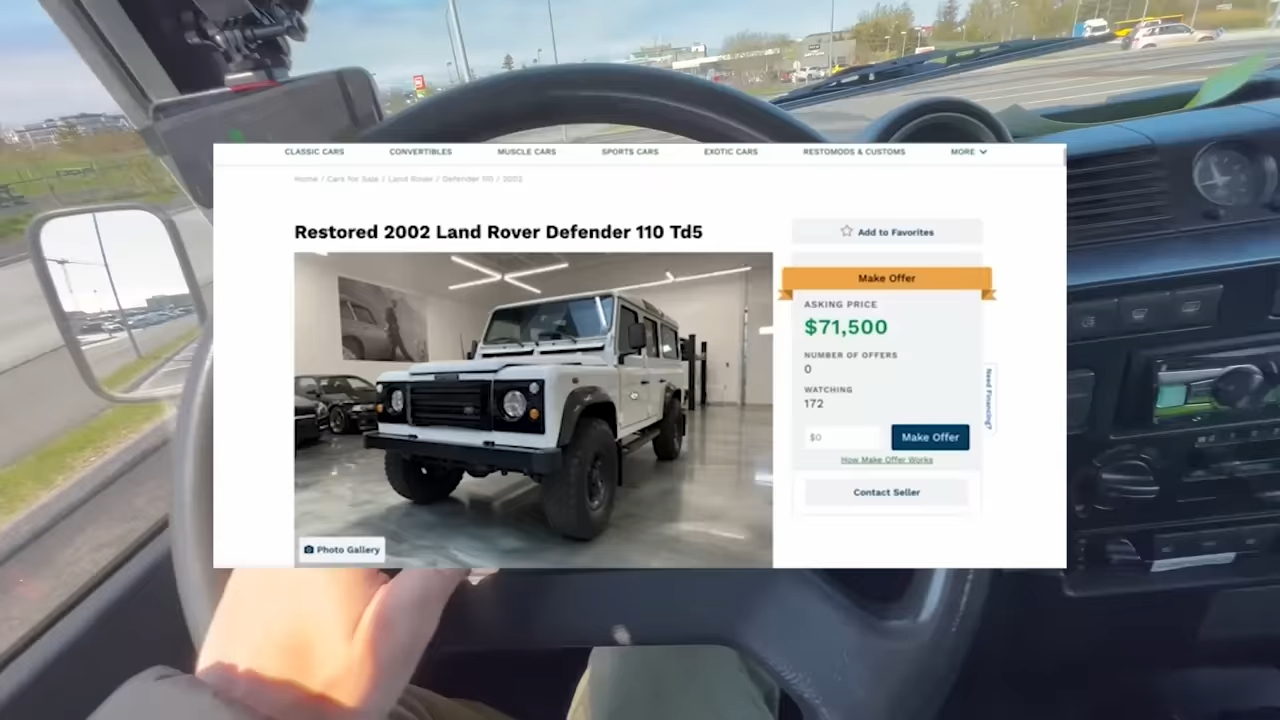 CLASSIC CARS CONVERTIBLES MUSCLE CARS SPORTS CARS EXOTIC CARS RESTOMODS & CUSTOMS MORE
Home / Cars for Sale / Land Rover / Defender 110 / 2002
Restored 2002 Land Rover Defender 110 Td5
Add to Favorites
Make Offer
ASKING PRICE
$71,500
NUMBER OF OFFERS
0
WATCHING
172
$0
Make Offer
How Make Offer Works
Contact Seller
Need Financing?
Photo Gallery